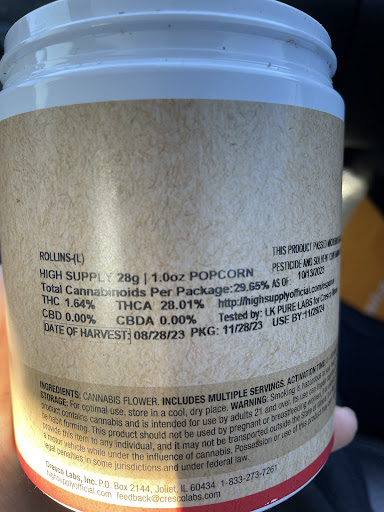 ROLLINS-(L)
HIGH SUPPLY 28g | 1.0oz POPCORN
Total Cannabinoids Per Package:29.65%
THC 1.64% THCA 28.01%
CBD 0.00% CBDA 0.00%
DATE OF HARVEST: 08/28/23 PKG: 11/28/23
THIS PRODUCT PASSED
PESTICIDE AND SOLVENT
AS OF: 10/13/2023
http://highsupplyofficial.com/espanol
Tested by: LK PURE LABS for Cresco
USE BY:11/28/24
INGREDIENTS: CANNABIS FLOWER. INCLUDES MULTIPLE SERVINGS. ACTIVATION TIME
STORAGE: For optimal use, store in a cool, dry place. WARNING: Smoking is hazardous
product contains cannabis and is intended for use by adults 21 and over. Its use
be habit forming. This product should not be used by pregnant or breastfeeding
provide this item to any individual, and it may not be transported outside the State of
a motor vehicle while under the influence of cannabis. Possession or use of this product
legal penalties in some jurisdictions and under federal law.
Cresco Labs, Inc. P.O. Box 2144, Joliet, IL 60434 1-833-273-7261
highsupplyofficial.com feedback@crescolabs.com